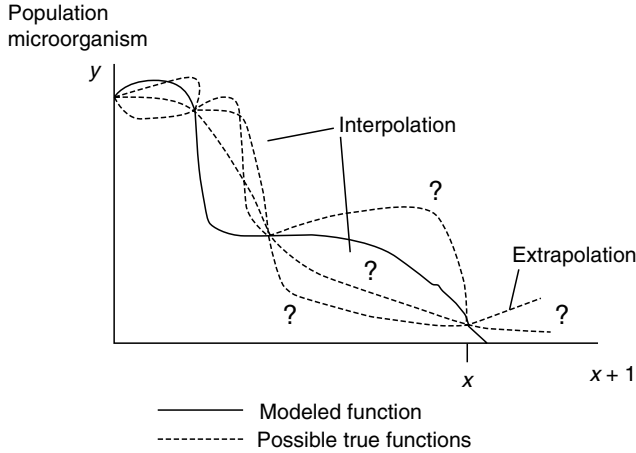 Population
microorganism
y
Interpolation
?
Extrapolation
?
?
?
x
x + 1
Modeled function
Possible true functions